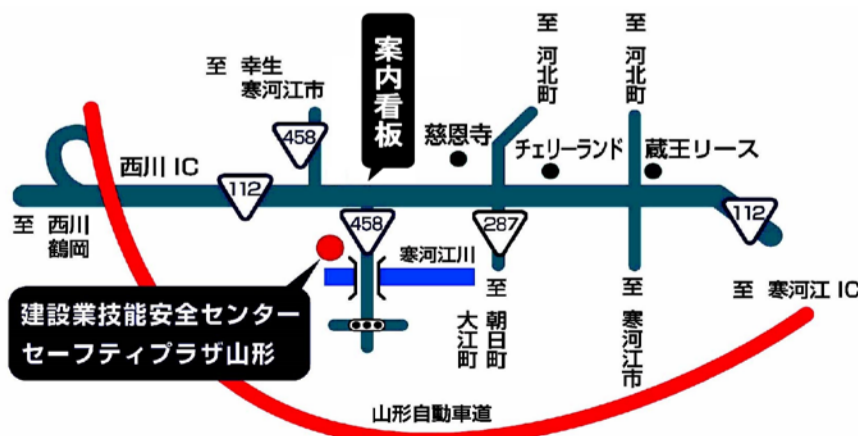 至 幸生
寒河江市
458
案内看板
至 河北町
至 河北町
慈恩寺
チェリーランド
蔵王リース
西川 IC
112
至 西川
鶴岡
458
287
112
寒河江川
建設業技能安全センター
セーフティプラザ山形
至 朝日町
大江町
至 寒河江市
至 寒河江 IC
山形自動車道